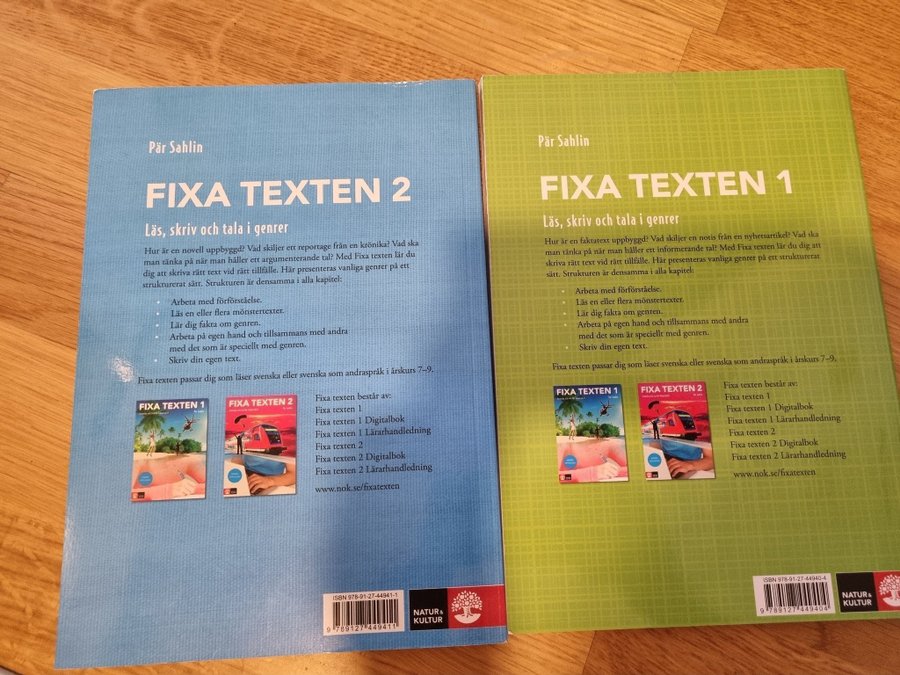 Pär Sahlin
FIXA TEXTEN 2
Läs, skriv och tala i genrer
Hur är en novell uppbyggd? Vad skiljer ett reportage från en krönika? Vad ska
man tänka på när man håller ett argumenterande tal? Med Fixa texten lär du
dig att skriva rätt text vid rätt tillfälle. Här presenteras vanliga genrer på ett
strukturerat sätt. Strukturen är densamma i alla kapitel:
• Arbeta med förförståelse.
• Läs en eller flera mönstertexter.
• Lär dig fakta om genren.
• Arbeta på egen hand och tillsammans med andra
med det som är speciellt med genren.
• Skriv din egen text.
Fixa texten passar dig som läser svenska eller svenska som andraspråk i årskurs 7–9.
FIXA TEXTEN 1
FIXA TEXTEN 2
Fixa texten består av:
Fixa texten 1
Fixa texten 1 Digitalbok
Fixa texten 1 Lärarhandledning
Fixa texten 2
Fixa texten 2 Digitalbok
Fixa texten 2 Lärarhandledning
www.nok.se/fixatexten
ISBN 978-91-27-44941-1
9 789127 449411
NATUR &
KULTUR
Pär Sahlin
FIXA TEXTEN 1
Läs, skriv och tala i genrer
Hur är en faktatext uppbyggd? Vad skiljer en notis från en nyhetsartikel? Vad ska
man tänka på när man håller ett informerande tal? Med Fixa texten lär du dig att
skriva rätt text vid rätt tillfälle. Här presenteras vanliga genrer på ett strukturerat
sätt. Strukturen är densamma i alla kapitel:
• Arbeta med förförståelse.
• Läs en eller flera mönstertexter.
• Lär dig fakta om genren.
• Arbeta på egen hand och tillsammans med andra
med det som är speciellt med genren.
• Skriv din egen text.
Fixa texten passar dig som läser svenska eller svenska som andraspråk i årskurs 7–9.
FIXA TEXTEN 1
FIXA TEXTEN 2
Fixa texten består av:
Fixa texten 1
Fixa texten 1 Digitalbok
Fixa texten 1 Lärarhandledning
Fixa texten 2
Fixa texten 2 Digitalbok
Fixa texten 2 Lärarhandledning
www.nok.se/fixatexten
ISBN 978-91-27-44940-4
9 789127 449404
NATUR &
KULTUR